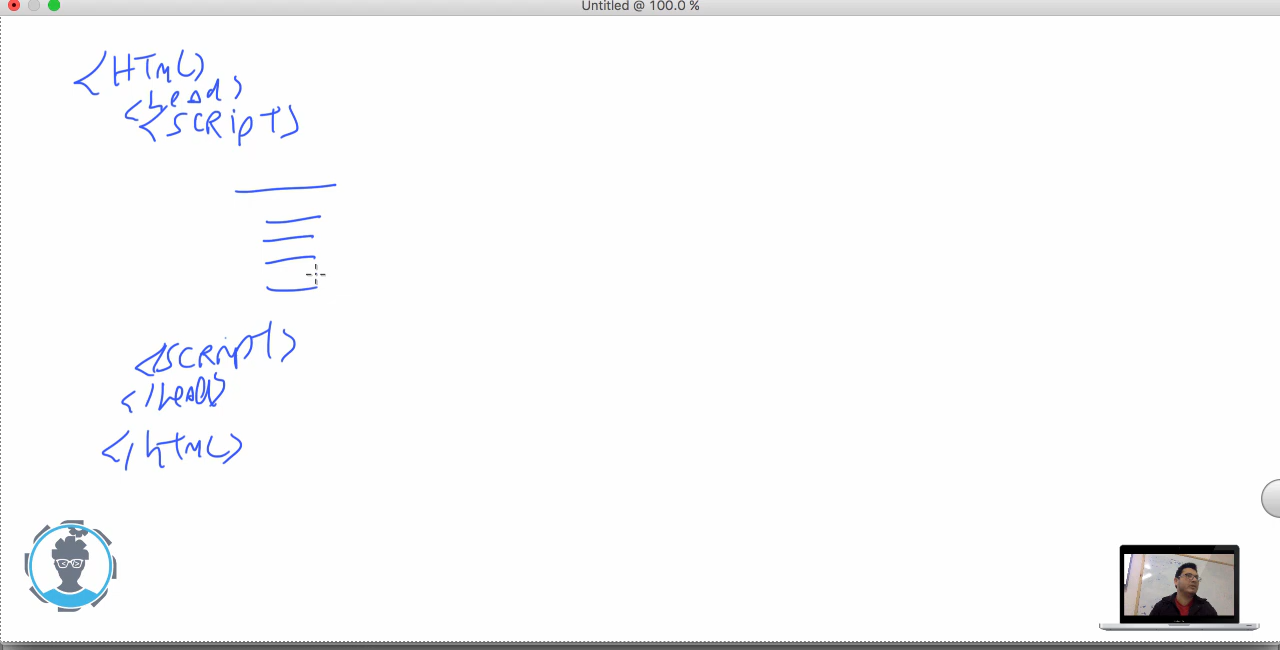 Untitled @ 100.0 %
<HTmL>
<head>
<SCRipT>
</SCRipt>
</head>
</htmL>